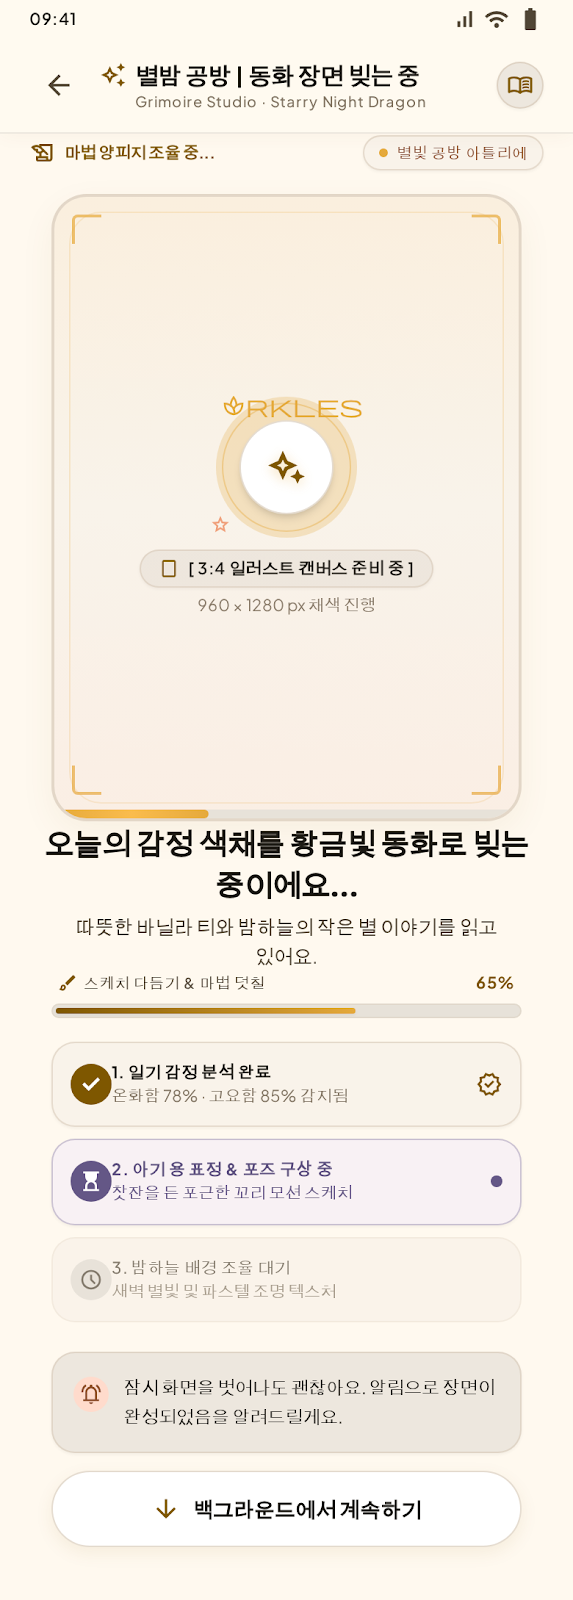 09:41
별밤 공방 | 동화 장면 빚는 중
Grimoire Studio · Starry Night Dragon
마법 양피지 조율 중...
별빛 공방 아틀리에
RKLES
[ 3:4 일러스트 캔버스 준비 중 ]
960 × 1280 px 채색 진행
오늘의 감정 색채를 황금빛 동화로 빚는
중이에요...
따뜻한 바닐라 티와 밤하늘의 작은 별 이야기를 읽고
있어요.
스케치 다듬기 & 마법 덧칠
65%
1. 일기 감정 분석 완료
온화함 78% · 고요함 85% 감지됨
2. 아기 용 표정 & 포즈 구상 중
찻잔을 든 포근한 꼬리 모션 스케치
3. 밤하늘 배경 조율 대기
새벽 별빛 및 파스텔 조명 텍스처
잠시 화면을 벗어나도 괜찮아요. 알림으로 장면이
완성되었음을 알려드릴게요.
백그라운드에서 계속하기